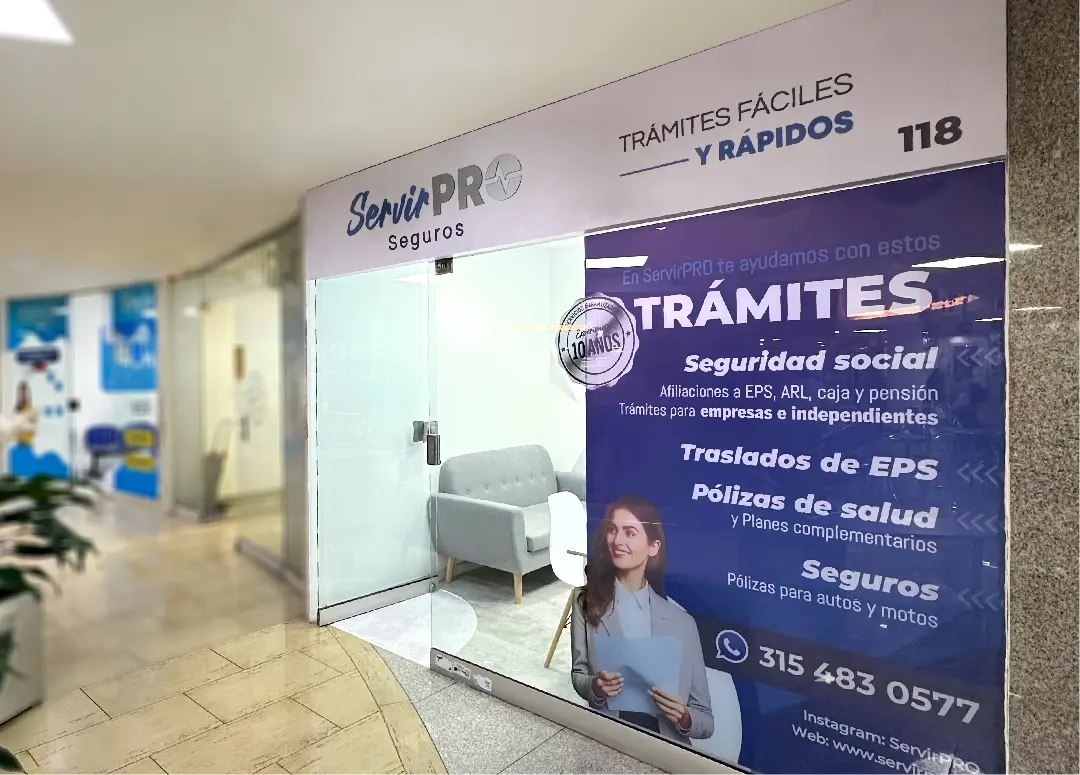 ServirPRO
Seguros
TRÁMITES FÁCILES
Y RÁPIDOS
118
En ServirPRO te ayudamos con estos
TRÁMITES
10 AÑOS
Seguridad social
Afiliaciones a EPS, ARL, caja y pensión
Trámites para empresas e independientes
Traslados de EPS
Pólizas de salud
y Planes complementarios
Seguros
Pólizas para autos y motos
315 483 0577
Instagram: ServirPRO
Web: www.servir